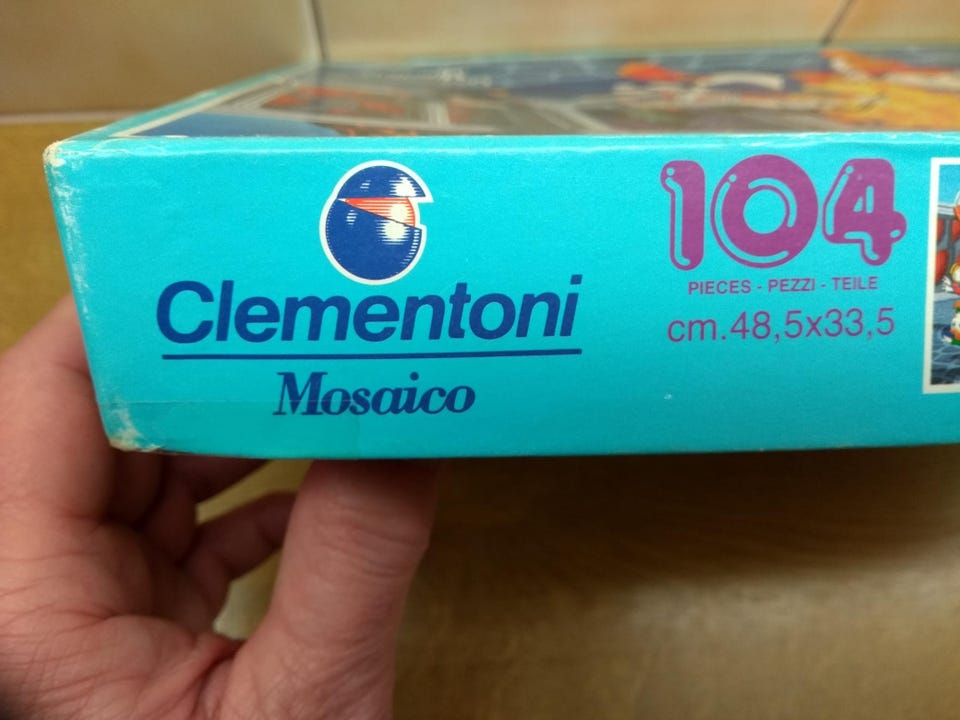 Clementoni
Mosaico
104
PIECES - PEZZI - TEILE
cm.48,5x33,5